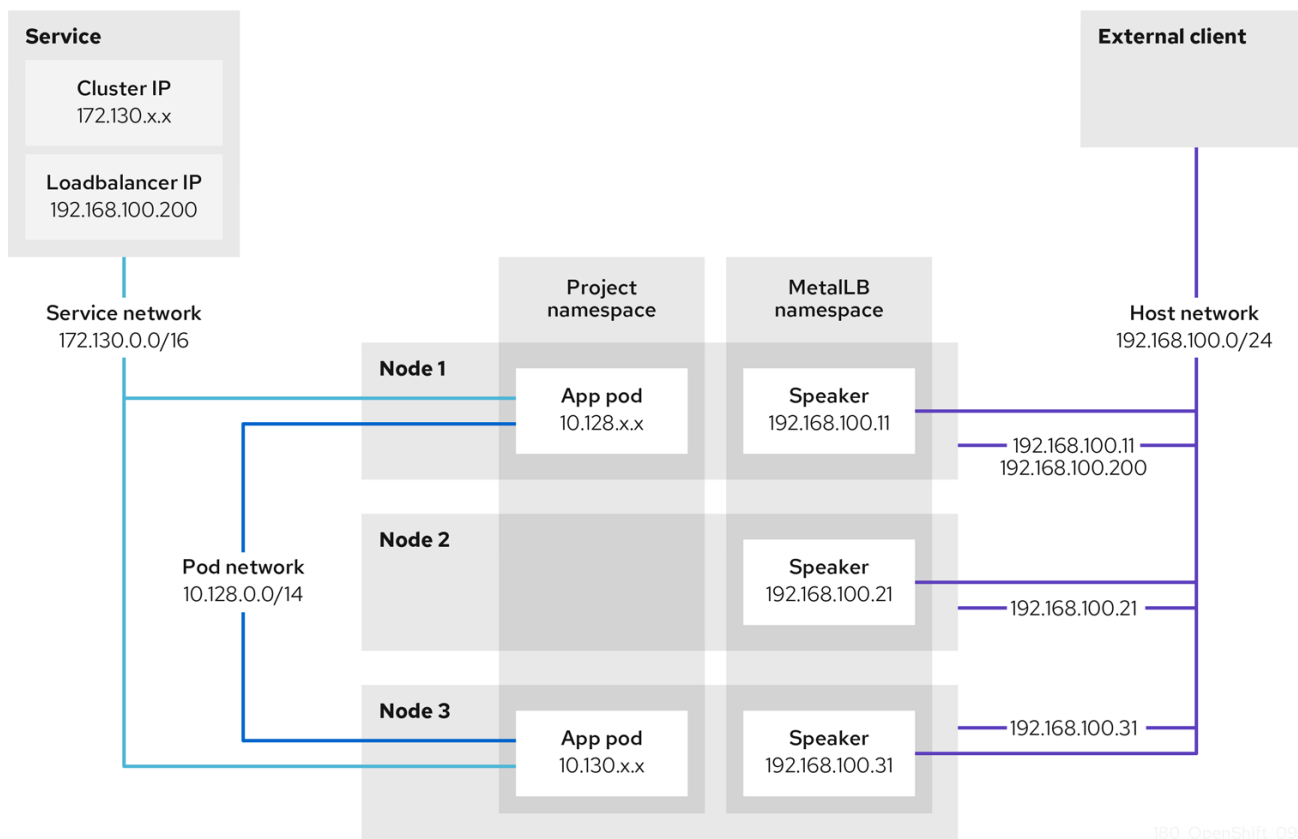 Service
Cluster IP
172.130.x.x
Loadbalancer IP
192.168.100.200
External client
Service network
172.130.0.0/16
Project
namespace
MetalLB
namespace
Host network
192.168.100.0/24
Node 1
App pod
10.128.x.x
Speaker
192.168.100.11
192.168.100.11
192.168.100.200
Node 2
Speaker
192.168.100.21
192.168.100.21
Pod network
10.128.0.0/14
Node 3
App pod
10.130.x.x
Speaker
192.168.100.31
192.168.100.31
180_OpenShift_09